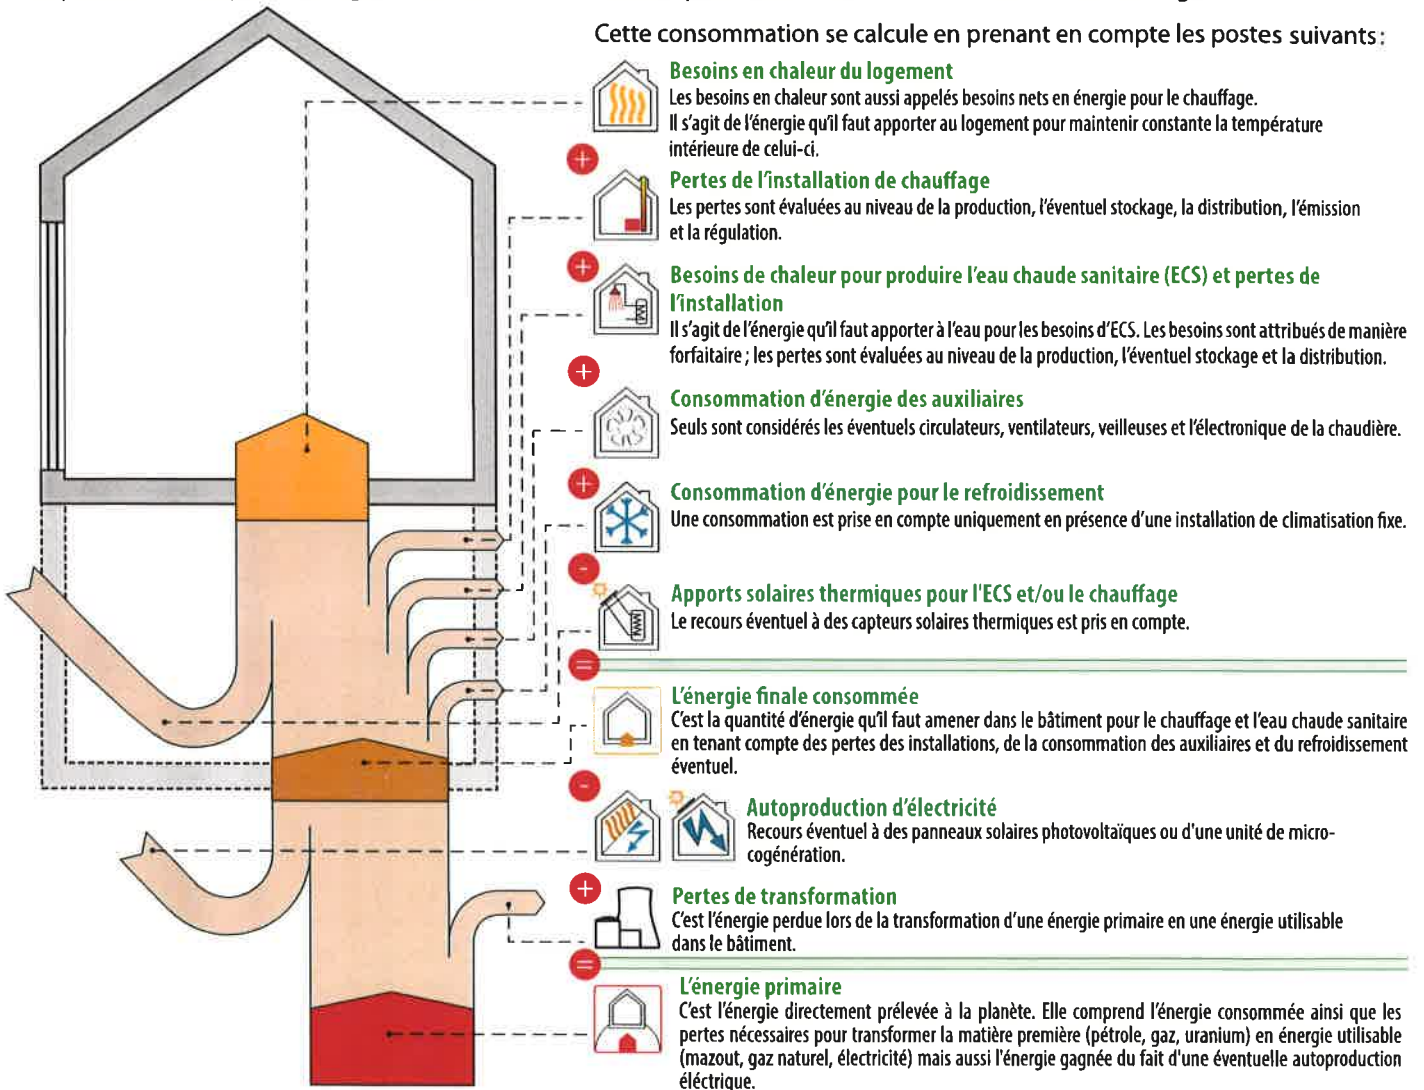 Cette consommation se calcule en prenant en compte les postes suivants :
Besoins en chaleur du logement
Les besoins en chaleur sont aussi appelés besoins nets en énergie pour le chauffage.
Il s'agit de l'énergie qu'il faut apporter au logement pour maintenir constante la température
intérieure de celui-ci.
+
Pertes de l'installation de chauffage
Les pertes sont évaluées au niveau de la production, l'éventuel stockage, la distribution, l'émission
et la régulation.
+
Besoins de chaleur pour produire l'eau chaude sanitaire (ECS) et pertes de
l'installation
Il s'agit de l'énergie qu'il faut apporter à l'eau pour les besoins d'ECS. Les besoins sont attribués de manière
forfaitaire ; les pertes sont évaluées au niveau de la production, l'éventuel stockage et la distribution.
+
Consommation d'énergie des auxiliaires
Seuls sont considérés les éventuels circulateurs, ventilateurs, veilleuses et l'électronique de la chaudière.
+
Consommation d'énergie pour le refroidissement
Une consommation est prise en compte uniquement en présence d'une installation de climatisation fixe.
-
Apports solaires thermiques pour l'ECS et/ou le chauffage
Le recours éventuel à des capteurs solaires thermiques est pris en compte.
=
L'énergie finale consommée
C'est la quantité d'énergie qu'il faut amener dans le bâtiment pour le chauffage et l'eau chaude sanitaire
en tenant compte des pertes des installations, de la consommation des auxiliaires et du refroidissement
éventuel.
-
Autoproduction d'électricité
Recours éventuel à des panneaux solaires photovoltaïques ou d'une unité de micro-
cogénération.
+
Pertes de transformation
C'est l'énergie perdue lors de la transformation d'une énergie primaire en une énergie utilisable
dans le bâtiment.
=
L'énergie primaire
C'est l'énergie directement prélevée à la planète. Elle comprend l'énergie consommée ainsi que les
pertes nécessaires pour transformer la matière première (pétrole, gaz, uranium) en énergie utilisable
(mazout, gaz naturel, électricité) mais aussi l'énergie gagnée du fait d'une éventuelle autoproduction
éléctrique.